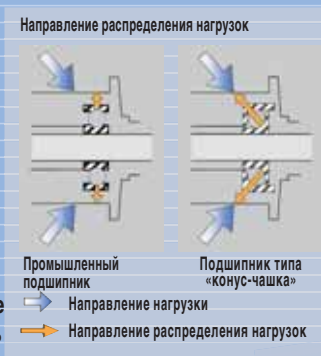 Направление распределения нагрузок
Промышленный
подшипник
Подшипник типа
«конус-чашка»
Направление нагрузки
Направление распределения нагрузок